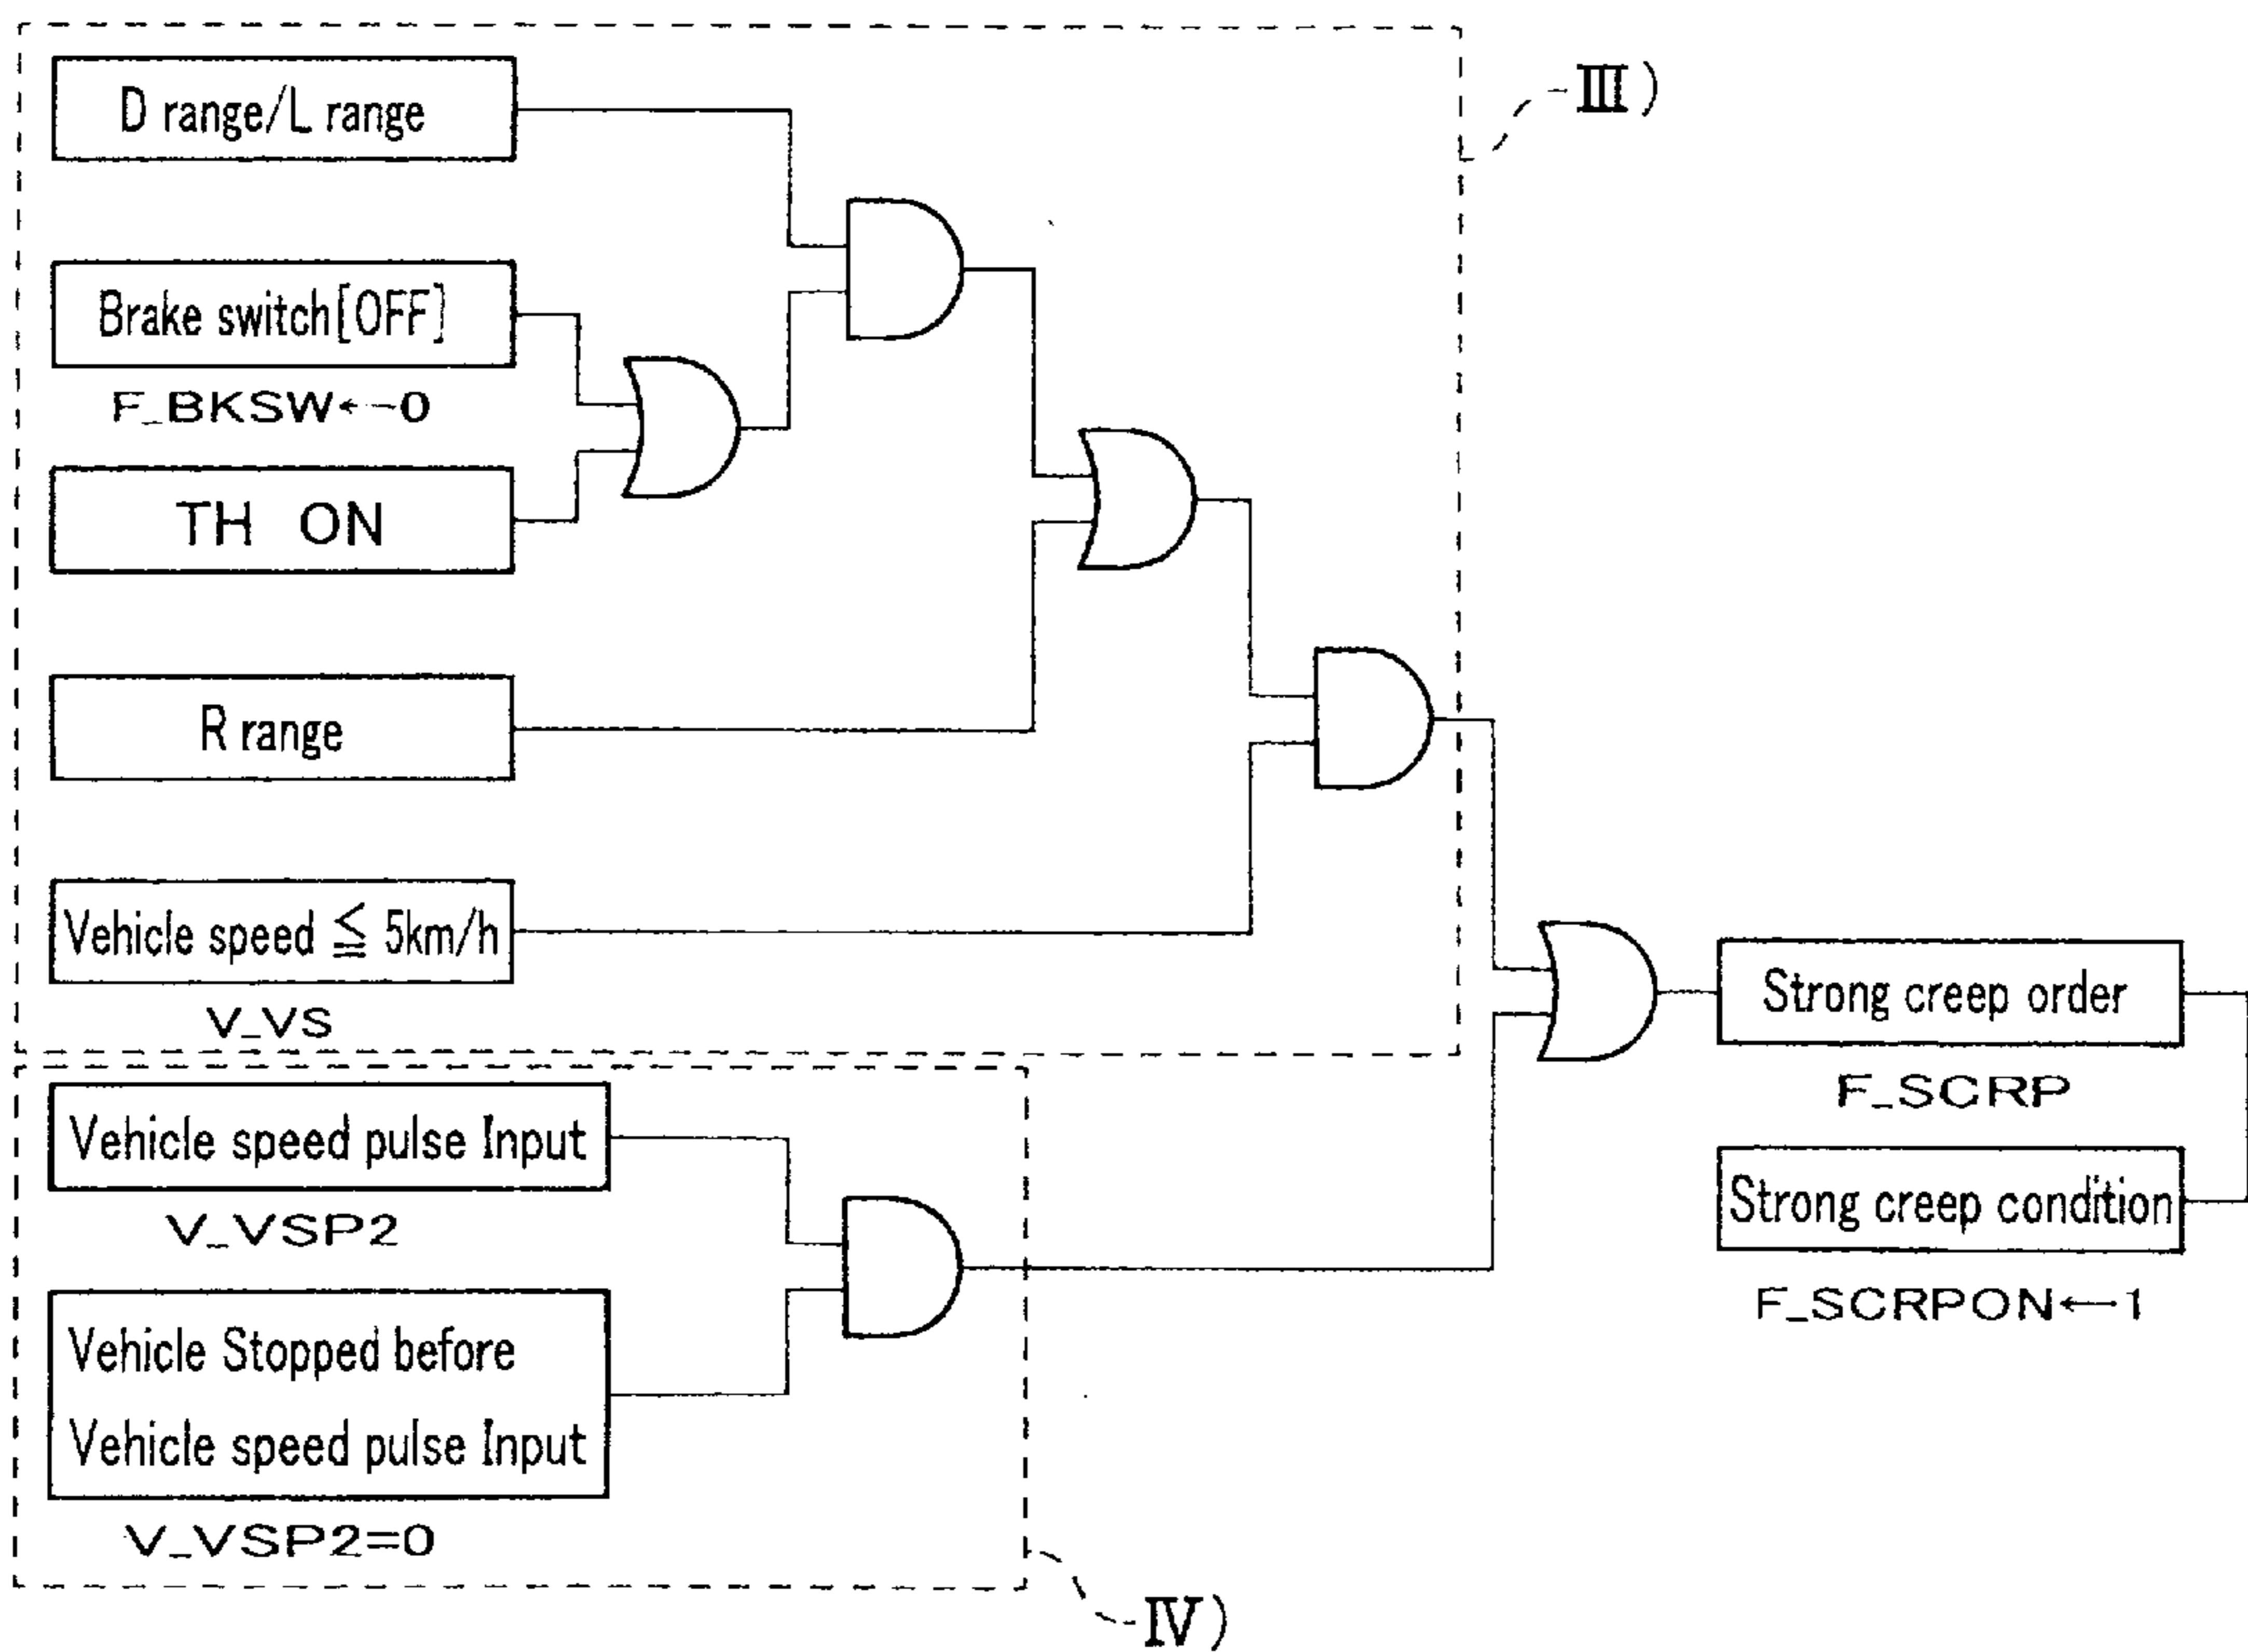 D range/L range
III)
Brake switch[OFF]
F_BKSW←0
TH ON
R range
Vehicle speed ≦ 5km/h
V_VS
Strong creep order
F_SCRP
Vehicle speed pulse Input
V_VSP2
Strong creep condition
F_SCRPON←1
Vehicle Stopped before
Vehicle speed pulse Input
V_VSP2=0
IV)